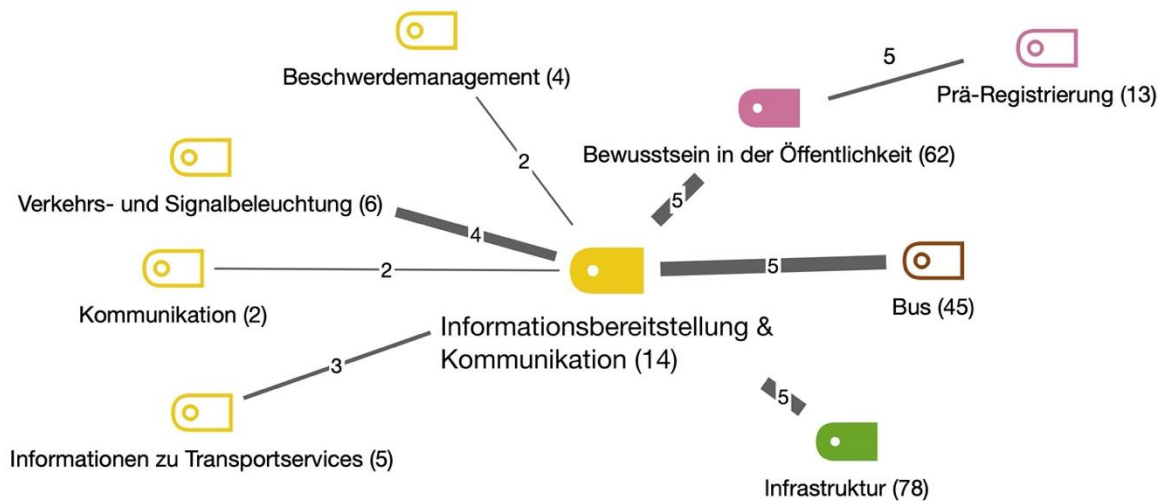 Beschwerdemanagement (4)
5
Prä-Registrierung (13)
Bewusstsein in der Öffentlichkeit (62)
2
5
Verkehrs- und Signalbeleuchtung (6)
4
2
5
Kommunikation (2)
Bus (45)
Informationsbereitstellung &
Kommunikation (14)
3
5
Informationen zu Transportservices (5)
Infrastruktur (78)